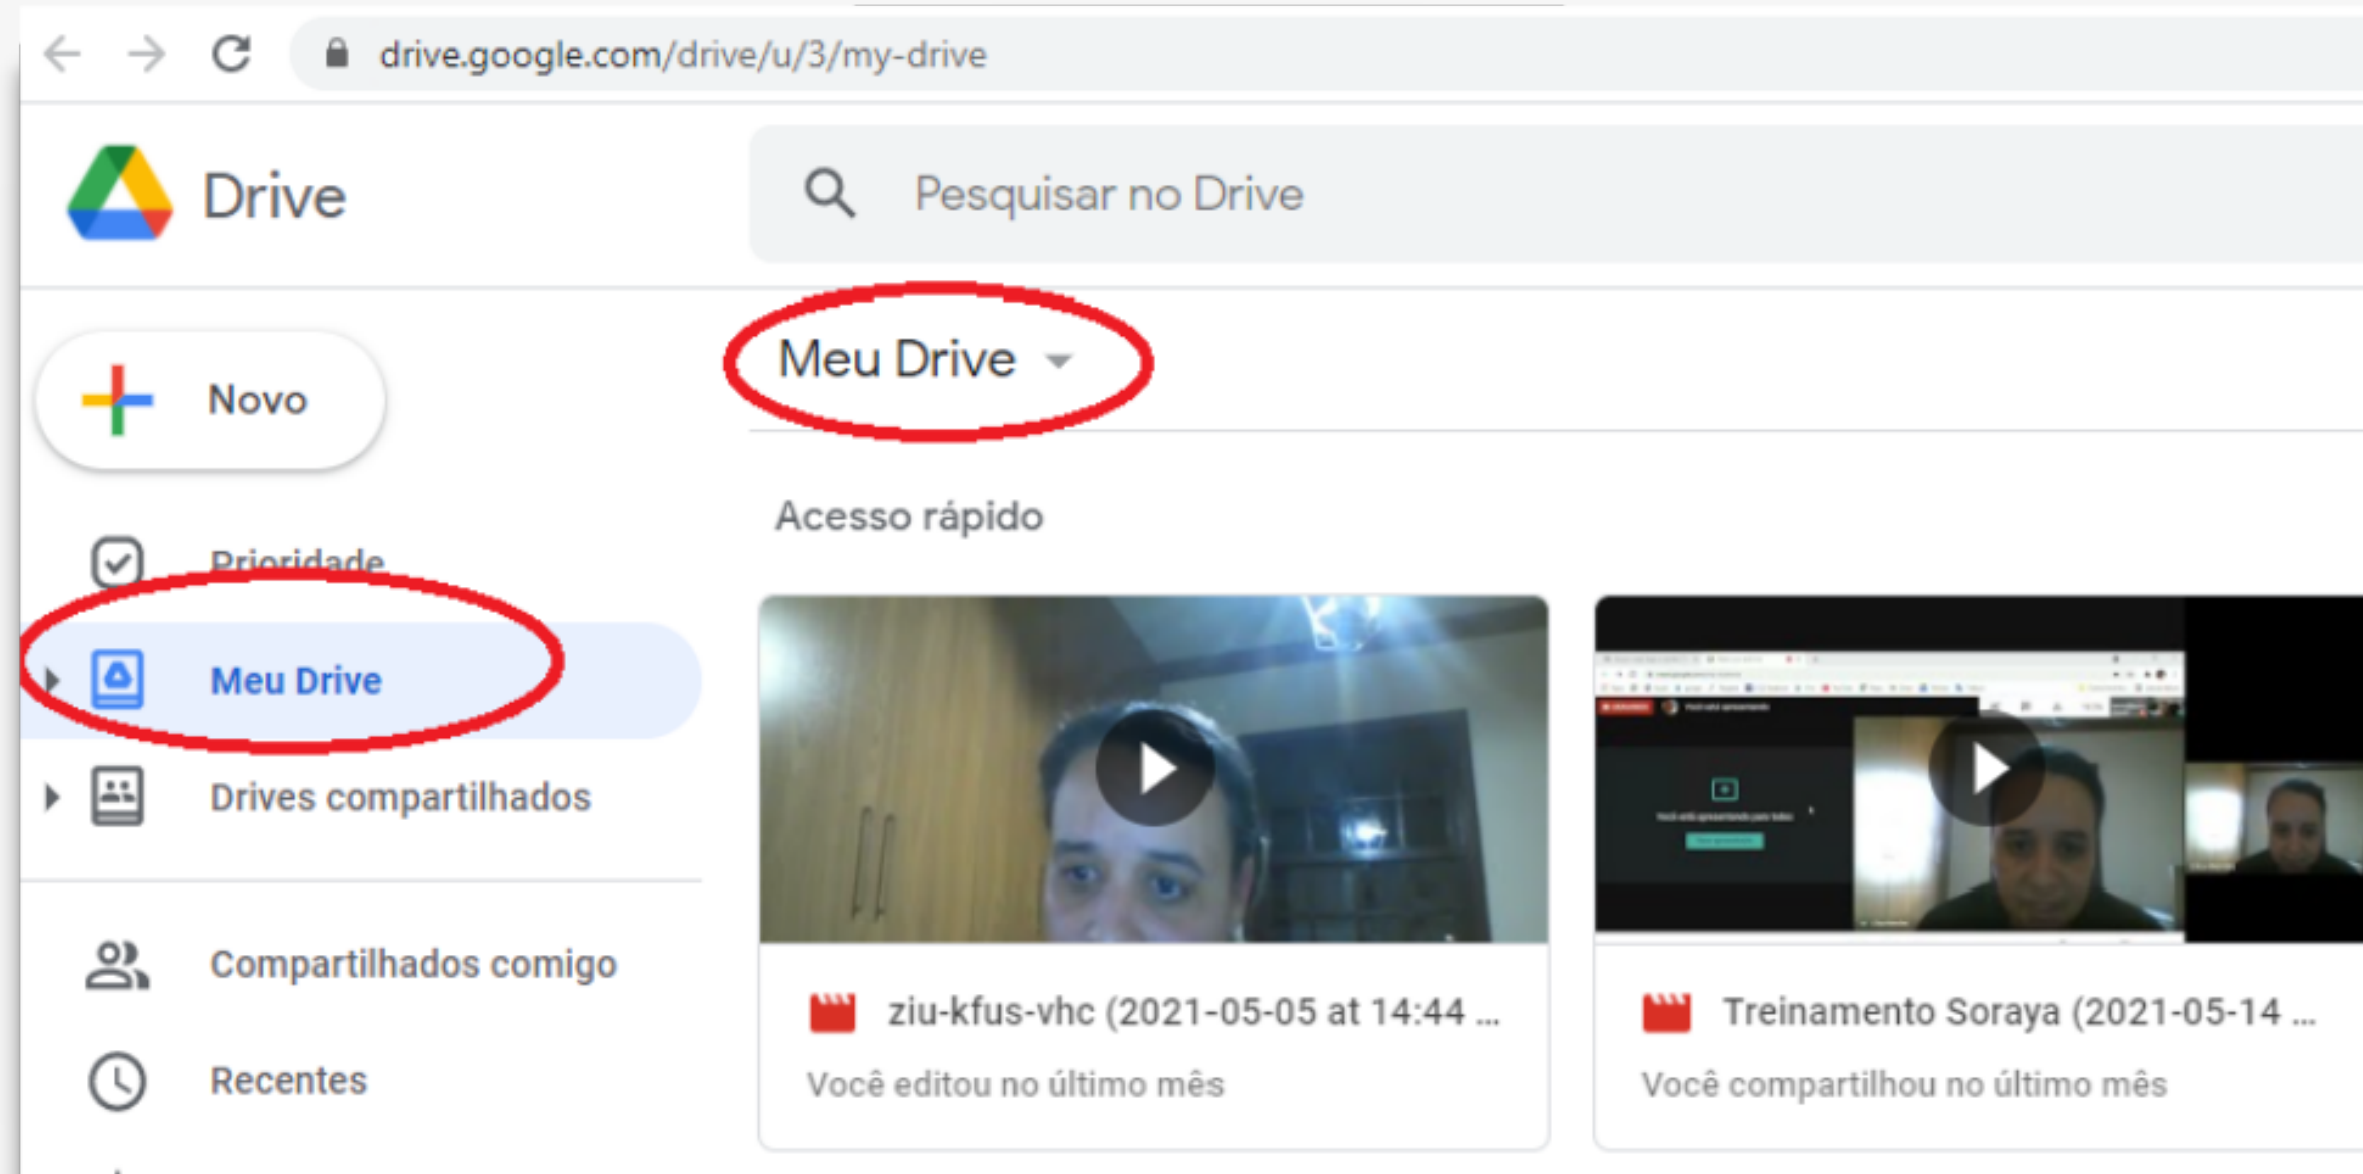 drive.google.com/drive/u/3/my-drive
Drive
Pesquisar no Drive
Novo
Meu Drive
Prioridade
Meu Drive
Drives compartilhados
Compartilhados comigo
Recentes
Acesso rápido
ziu-kfus-vhc (2021-05-05 at 14:44 ...
Você editou no último mês
Treinamento Soraya (2021-05-14 ...
Você compartilhou no último mês